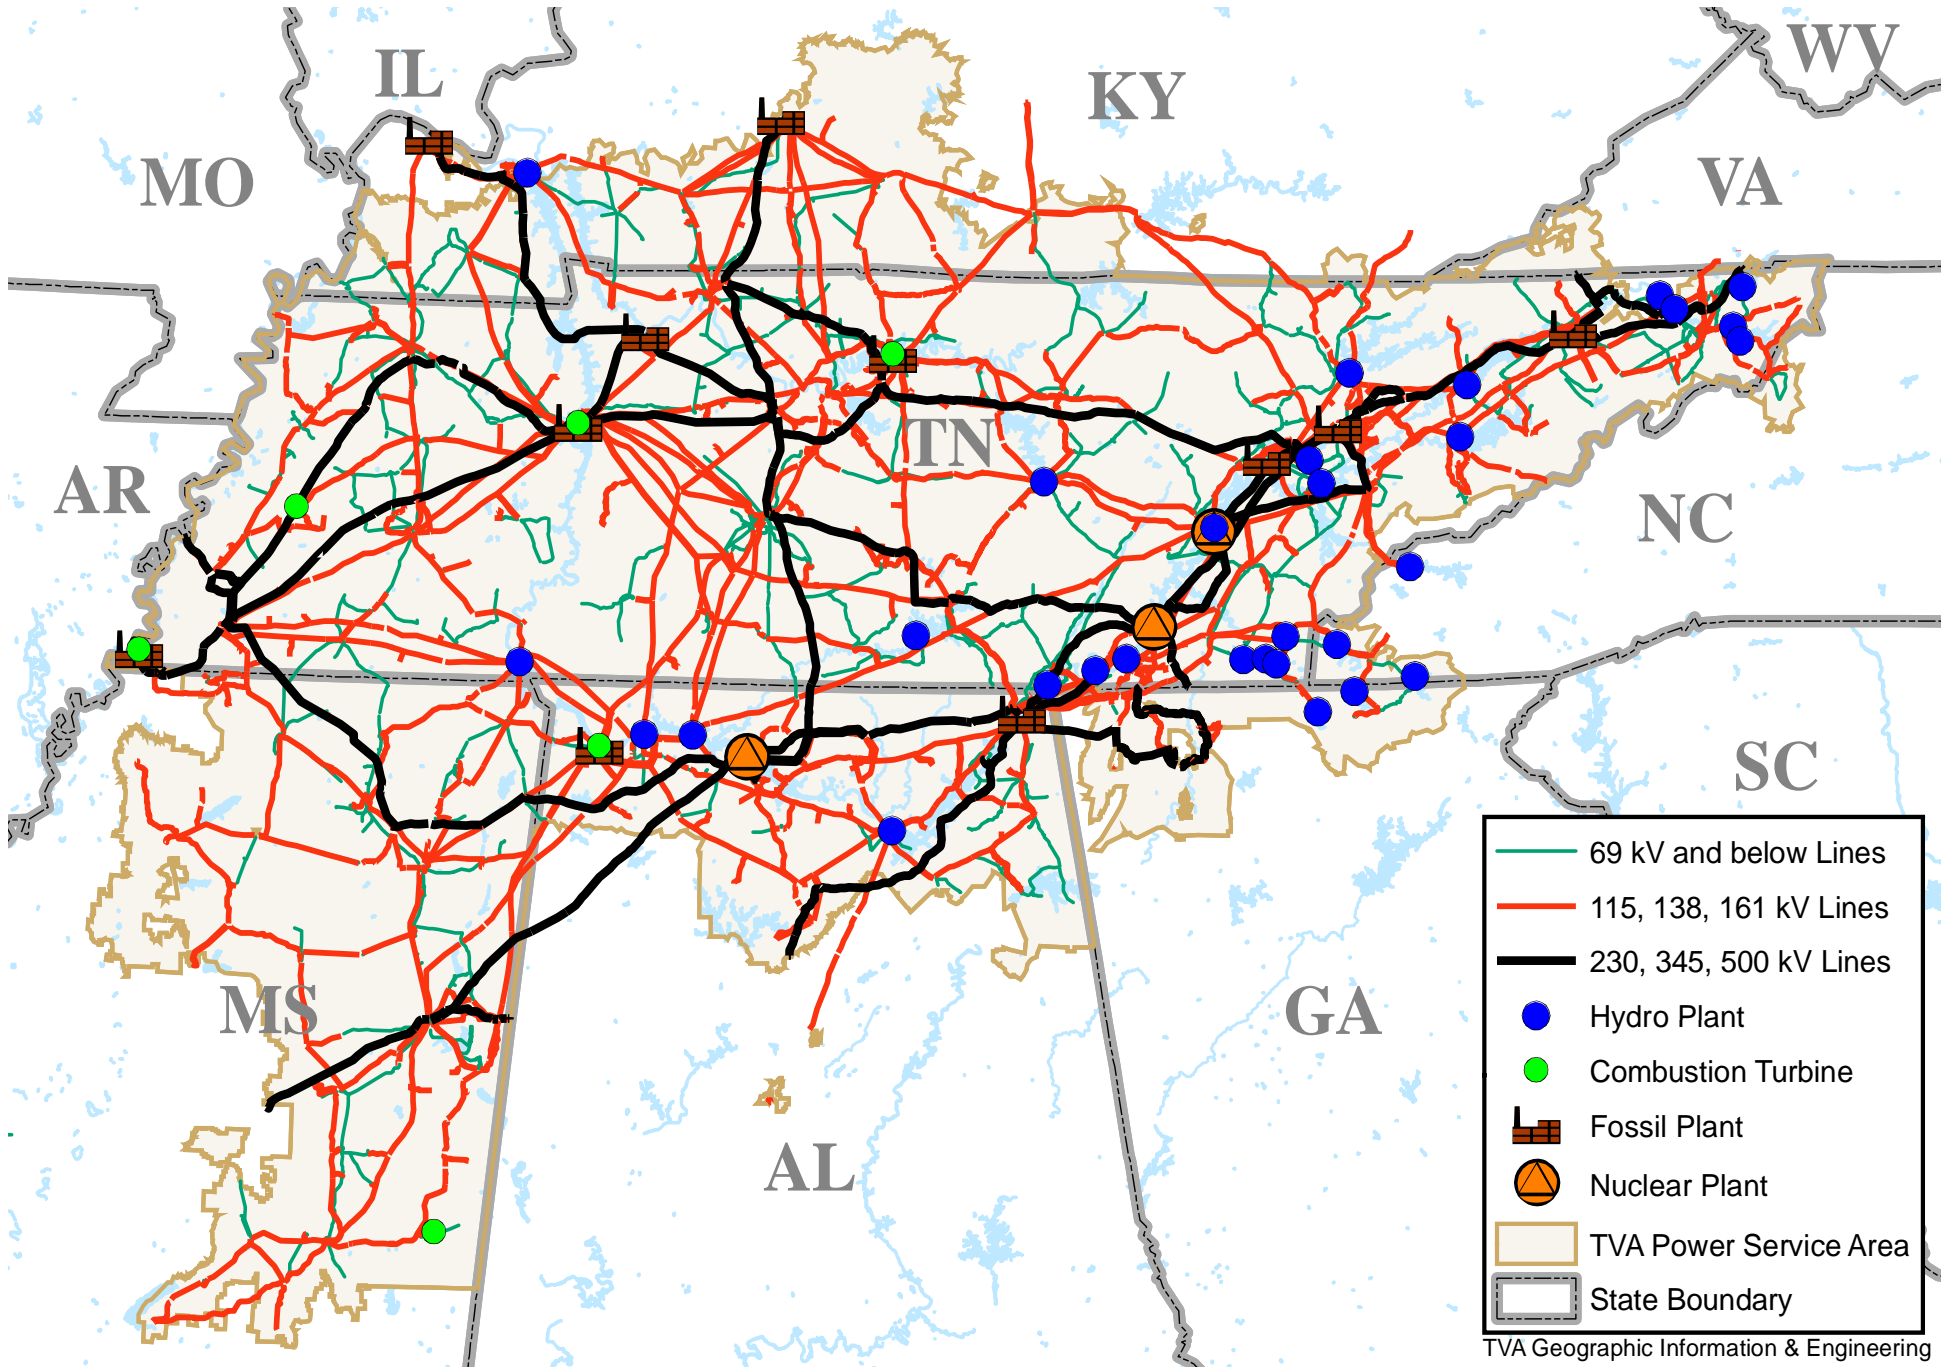 WV
IL
KY
MO
VA
TN
AR
NC
SC
MS
GA
AL
69 kV and below Lines
115, 138, 161 kV Lines
230, 345, 500 kV Lines
Hydro Plant
Combustion Turbine
Fossil Plant
Nuclear Plant
TVA Power Service Area
State Boundary
TVA Geographic Information & Engineering